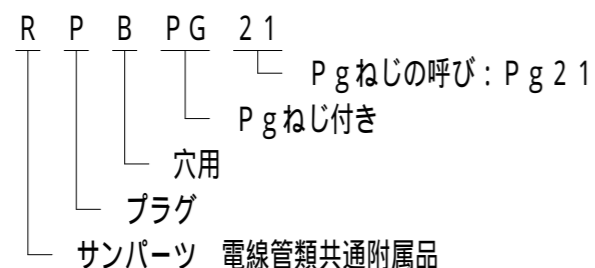 R P B PG 21
Pgねじの呼び：Pg21
Pgねじ付き
穴用
プラグ
サンパーツ 電線管類共通附属品